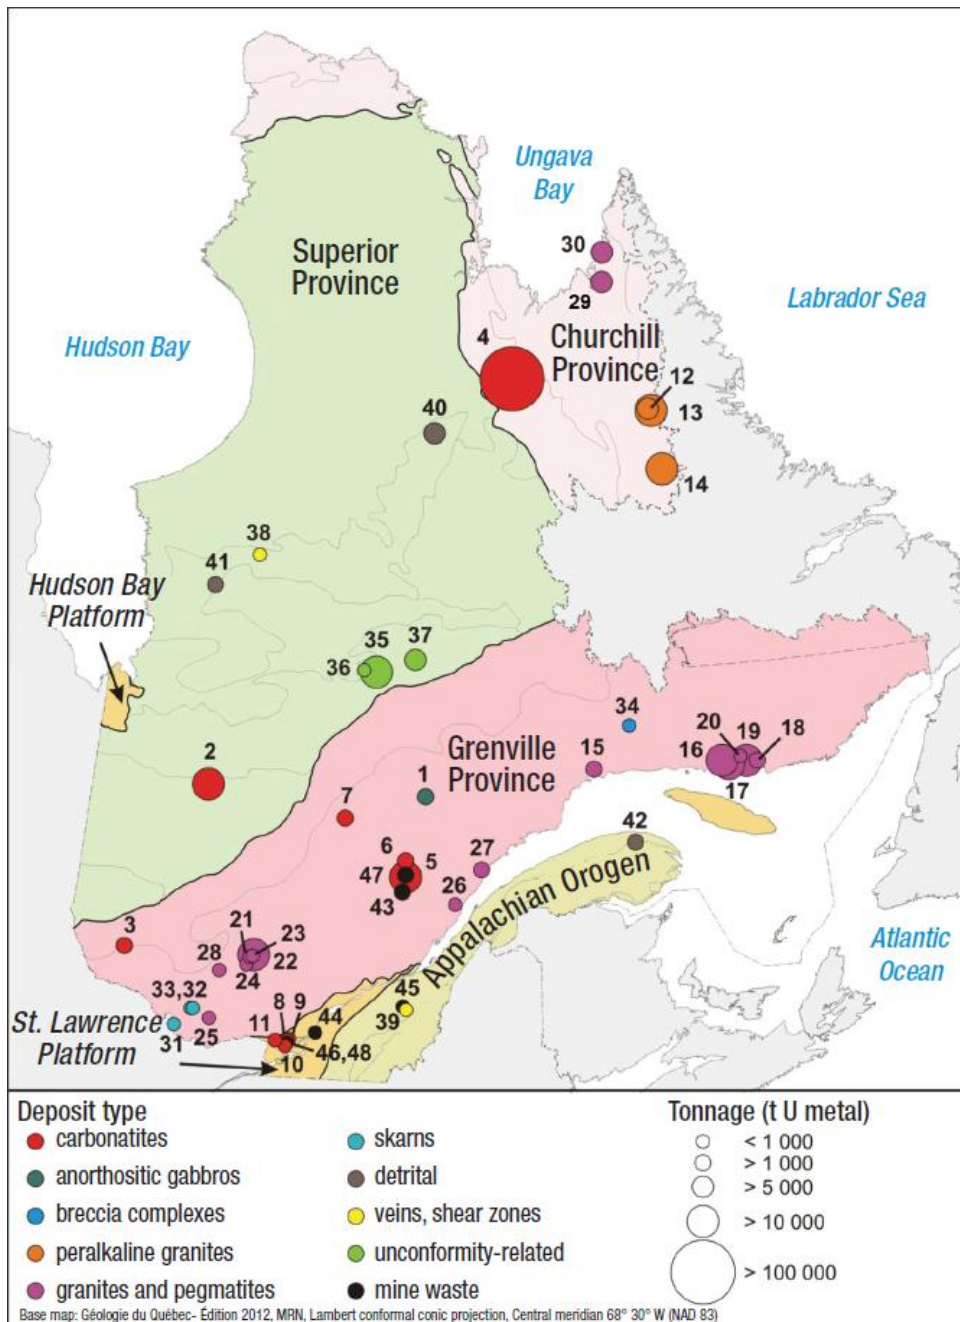 Ungava
Bay
Superior
Province
30
29
Labrador Sea
Hudson Bay
4
Churchill
Province
12
13
40
14
38
41
Hudson Bay
Platform
35
37
36
34
20
19
18
16
15
17
Grenville
Province
2
1
7
42
6
5
27
47
26
43
Appalachian Orogen
3
21
23
28
22
24
Atlantic
Ocean
33,32
8
9
45
44
39
St. Lawrence
Platform
31
25
11
46,48
10
Deposit type
carbonatites
anorthositic gabbros
breccia complexes
peralkaline granites
granites and pegmatites
skarns
detrital
veins, shear zones
unconformity-related
mine waste
Tonnage (t U metal)
< 1 000
> 1 000
> 5 000
> 10 000
> 100 000
Base map: Géologie du Québec- Édition 2012, MRN, Lambert conformal conic projection, Central meridian 68° 30° W (NAD 83)